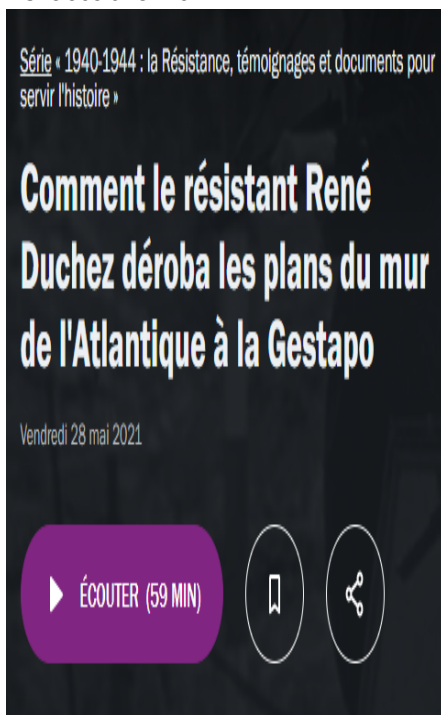 Série « 1940-1944 : la Résistance, témoignages et documents pour
servir l'histoire »
Comment le résistant René
Duchez déroba les plans du mur
de l'Atlantique à la Gestapo
Vendredi 28 mai 2021
ÉCOUTER (59 MIN)